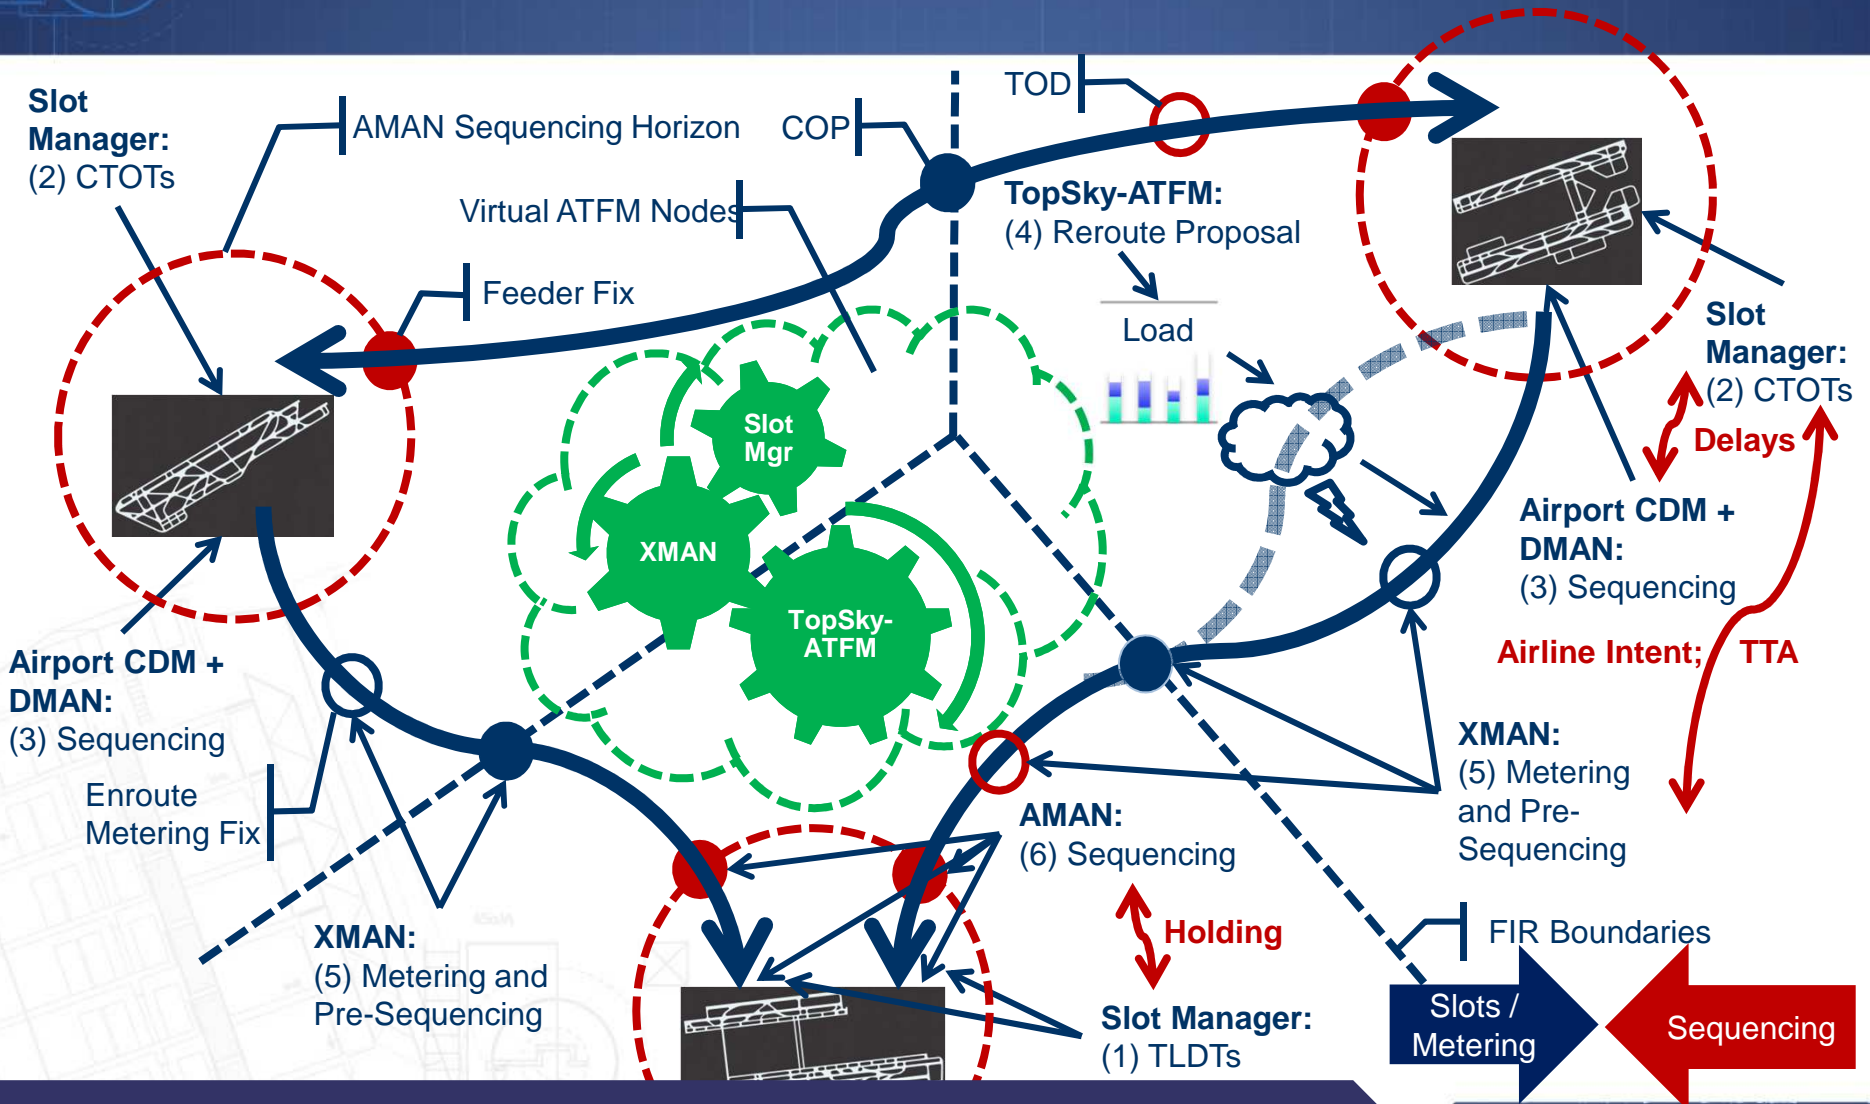 Slot
Manager:
(2) CTOTs
AMAN Sequencing Horizon
COP
TOD
Virtual ATFM Nodes
TopSky-ATFM:
(4) Reroute Proposal
Feeder Fix
Load
Slot
Manager:
(2) CTOTs
Delays
Slot
Mgr
XMAN
TopSky-
ATFM
Airport CDM +
DMAN:
(3) Sequencing
Airline Intent;
TTA
Airport CDM +
DMAN:
(3) Sequencing
Enroute
Metering Fix
XMAN:
(5) Metering
and Pre-
Sequencing
AMAN:
(6) Sequencing
XMAN:
(5) Metering and
Pre-Sequencing
Holding
FIR Boundaries
Slot Manager:
(1) TLDTs
Slots /
Metering
Sequencing